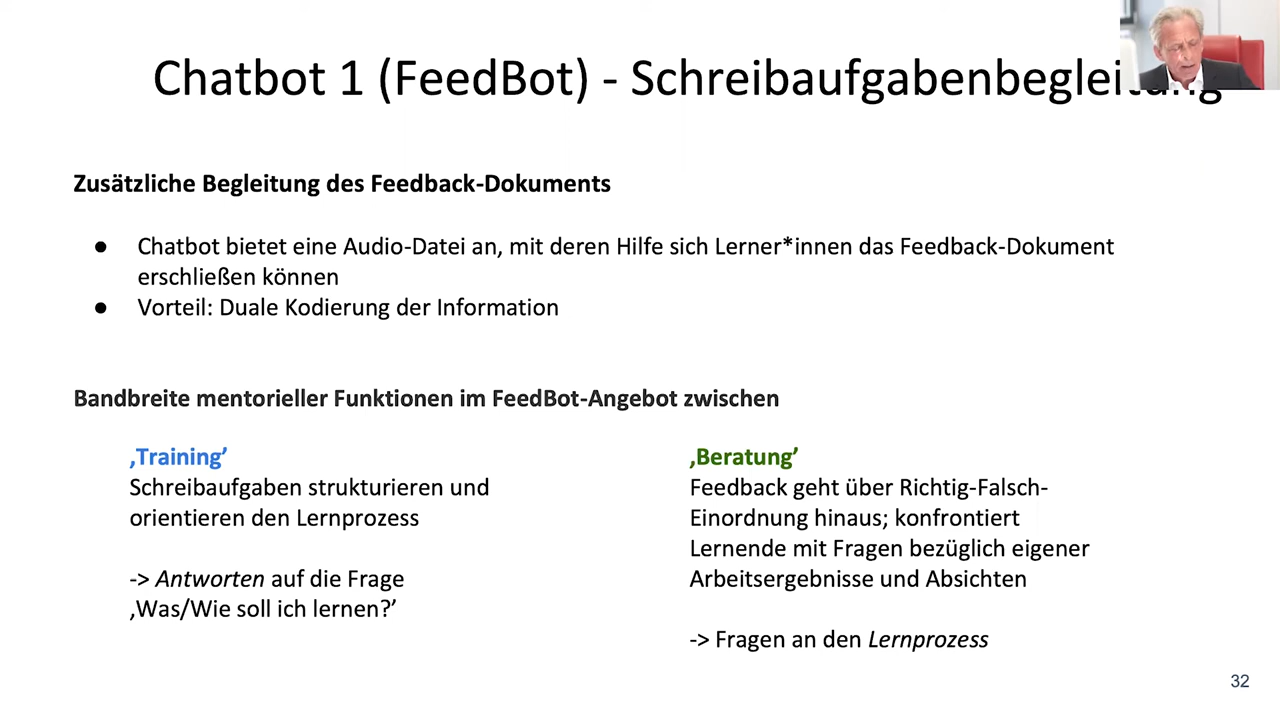 Chatbot 1 (FeedBot) - Schreibaufgabenbegleitung
Zusätzliche Begleitung des Feedback-Dokuments
● Chatbot bietet eine Audio-Datei an, mit deren Hilfe sich Lerner*innen das Feedback-Dokument
erschließen können
● Vorteil: Duale Kodierung der Information
Bandbreite mentorieller Funktionen im FeedBot-Angebot zwischen
‚Training’
Schreibaufgaben strukturieren und
orientieren den Lernprozess
-> Antworten auf die Frage
‚Was/Wie soll ich lernen?’
‚Beratung’
Feedback geht über Richtig-Falsch-
Einordnung hinaus; konfrontiert
Lernende mit Fragen bezüglich eigener
Arbeitsergebnisse und Absichten
-> Fragen an den Lernprozess
32